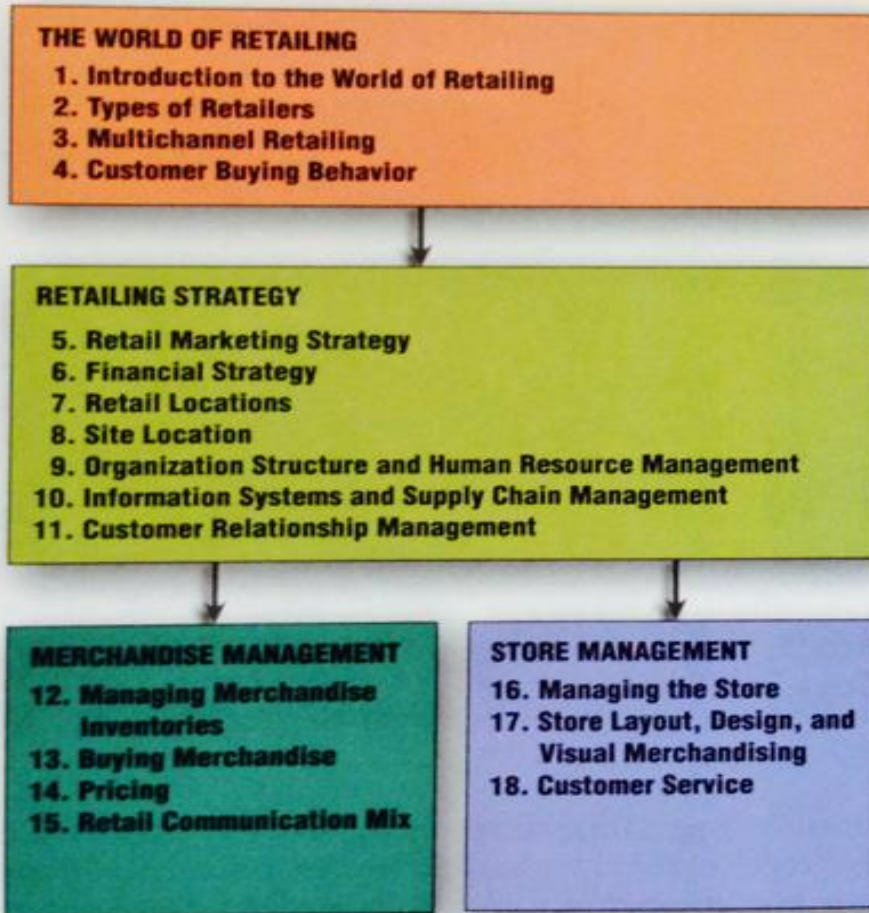 THE WORLD OF RETAILING
1. Introduction to the World of Retailing
2. Types of Retailers
3. Multichannel Retailing
4. Customer Buying Behavior
RETAILING STRATEGY
5. Retail Marketing Strategy
6. Financial Strategy
7. Retail Locations
8. Site Location
9. Organization Structure and Human Resource Management
10. Information Systems and Supply Chain Management
11. Customer Relationship Management
MERCHANDISE MANAGEMENT
12. Managing Merchandise
Inventories
13. Buying Merchandise
14. Pricing
15. Retail Communication Mix
STORE MANAGEMENT
16. Managing the Store
17. Store Layout, Design, and
Visual Merchandising
18. Customer Service